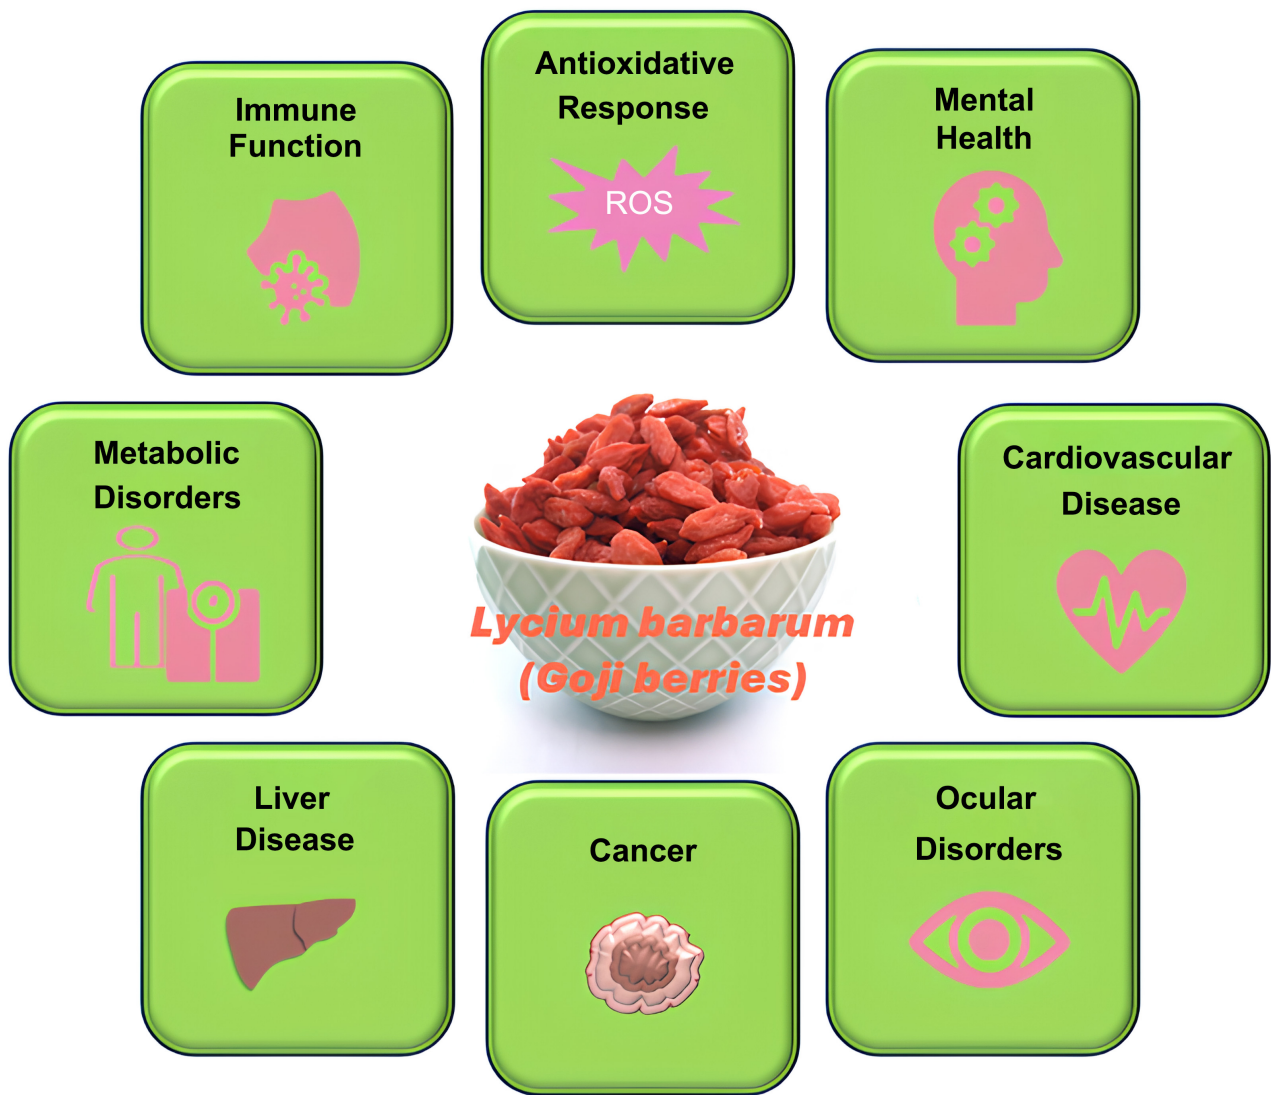 Antioxidative
Response
ROS
Immune
Function
Mental
Health
Metabolic
Disorders
Cardiovascular
Disease
Lycium barbarum
(Goji berries)
Liver
Disease
Cancer
Ocular
Disorders